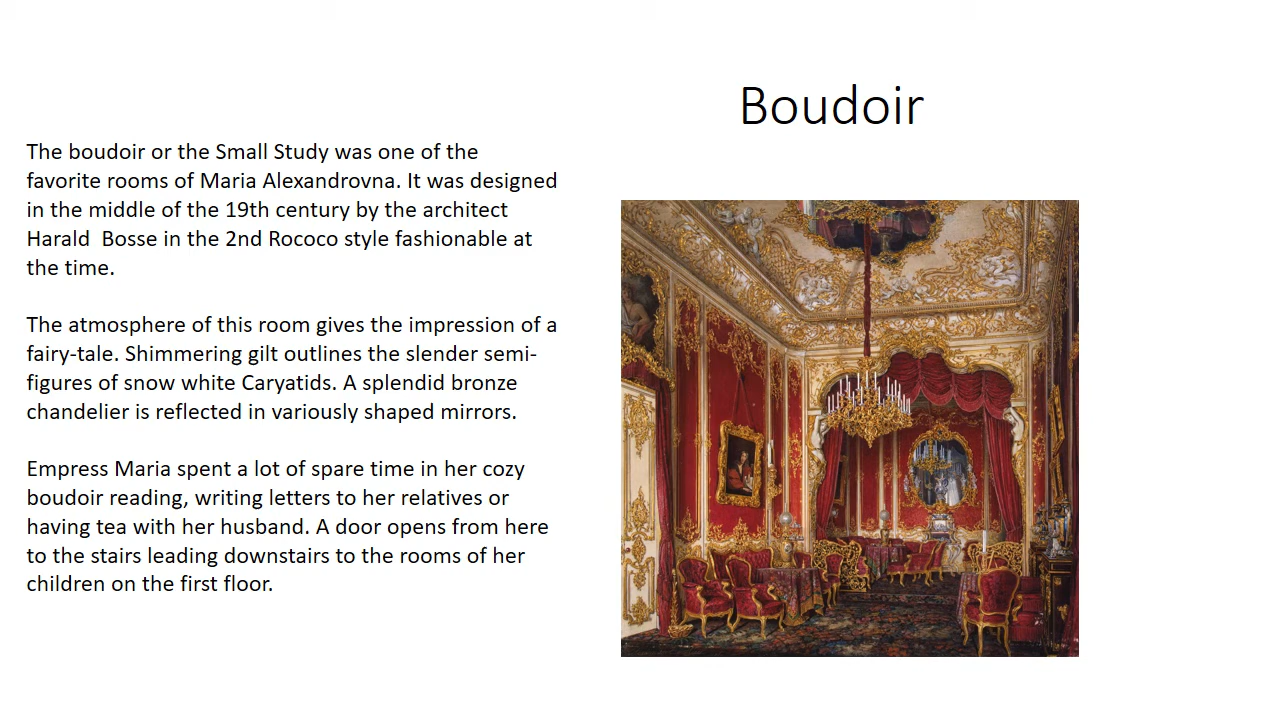 Boudoir
The boudoir or the Small Study was one of the
favorite rooms of Maria Alexandrovna. It was designed
in the middle of the 19th century by the architect
Harald  Bosse in the 2nd Rococo style fashionable at
the time.
The atmosphere of this room gives the impression of a
fairy-tale. Shimmering gilt outlines the slender semi-
figures of snow white Caryatids. A splendid bronze
chandelier is reflected in variously shaped mirrors.
Empress Maria spent a lot of spare time in her cozy
boudoir reading, writing letters to her relatives or
having tea with her husband. A door opens from here
to the stairs leading downstairs to the rooms of her
children on the first floor.